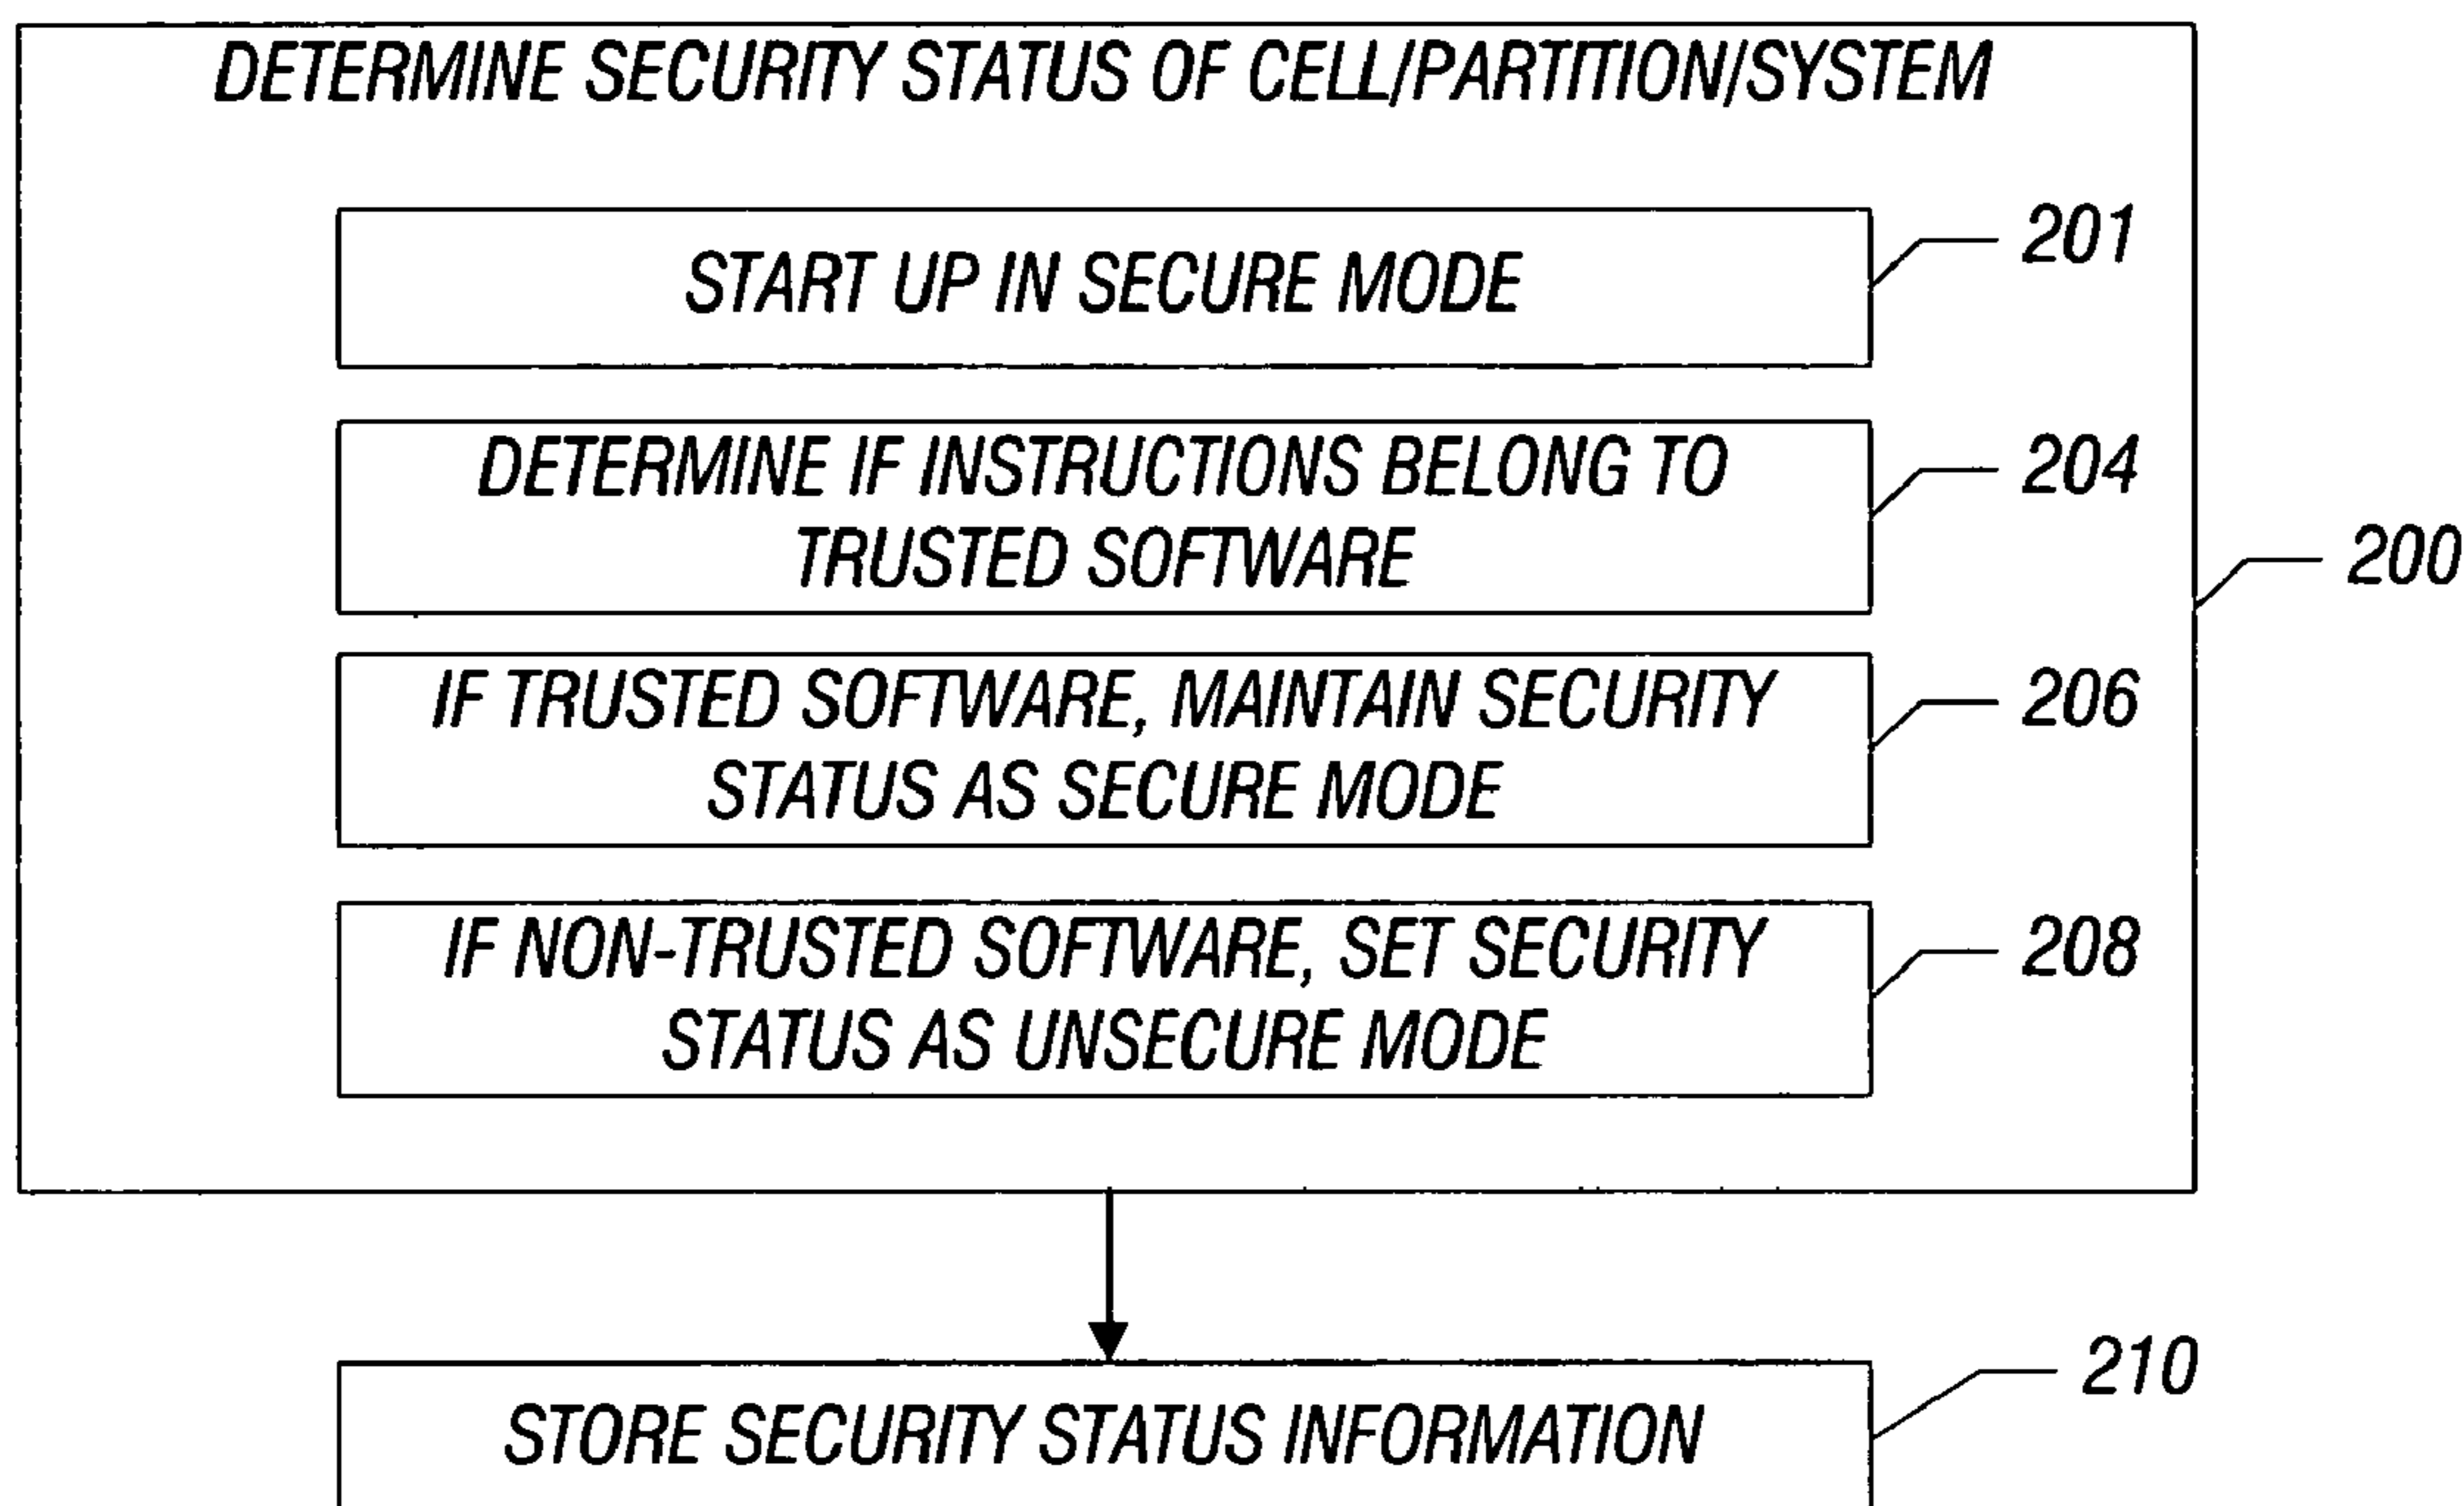 DETERMINE SECURITY STATUS OF CELL/PARTITION/SYSTEM
START UP IN SECURE MODE
201
DETERMINE IF INSTRUCTIONS BELONG TO
TRUSTED SOFTWARE
204
200
IF TRUSTED SOFTWARE, MAINTAIN SECURITY
STATUS AS SECURE MODE
206
IF NON-TRUSTED SOFTWARE, SET SECURITY
STATUS AS UNSECURE MODE
208
STORE SECURITY STATUS INFORMATION
210